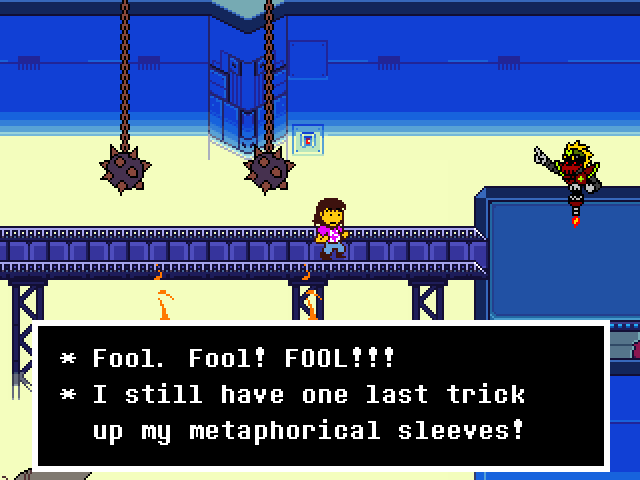 * Fool. Fool! FOOL!!!
* I still have one last trick
up my metaphorical sleeves!